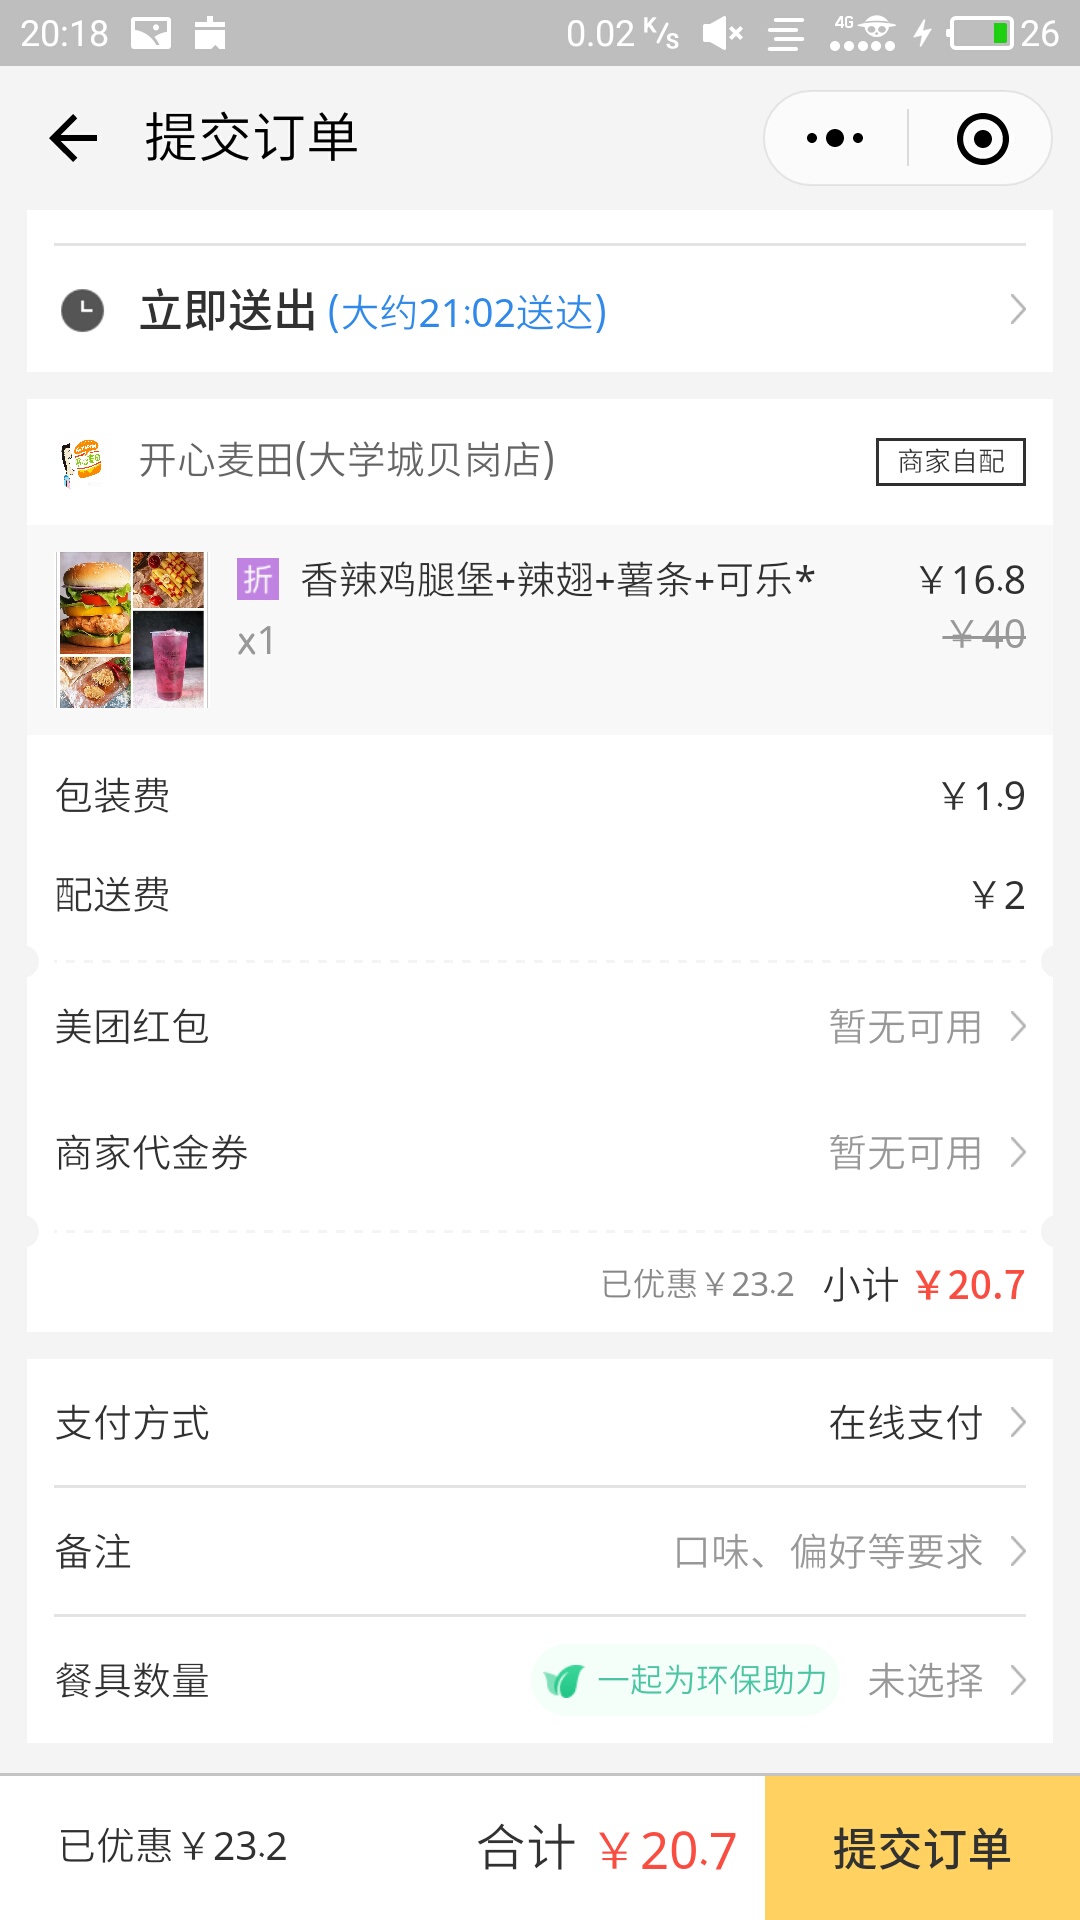 20:18 0.02 K/s 4G 26
提交订单
立即送出 (大约21:02送达)
开心麦田(大学城贝岗店) 商家自配
折 香辣鸡腿堡+辣翅+薯条+可乐* ￥16.8
x1 ￥40
包装费 ￥1.9
配送费 ￥2
美团红包 暂无可用
商家代金券 暂无可用
已优惠￥23.2 小计 ￥20.7
支付方式 在线支付
备注 口味、偏好等要求
餐具数量 一起为环保助力 未选择
已优惠￥23.2 合计 ￥20.7 提交订单